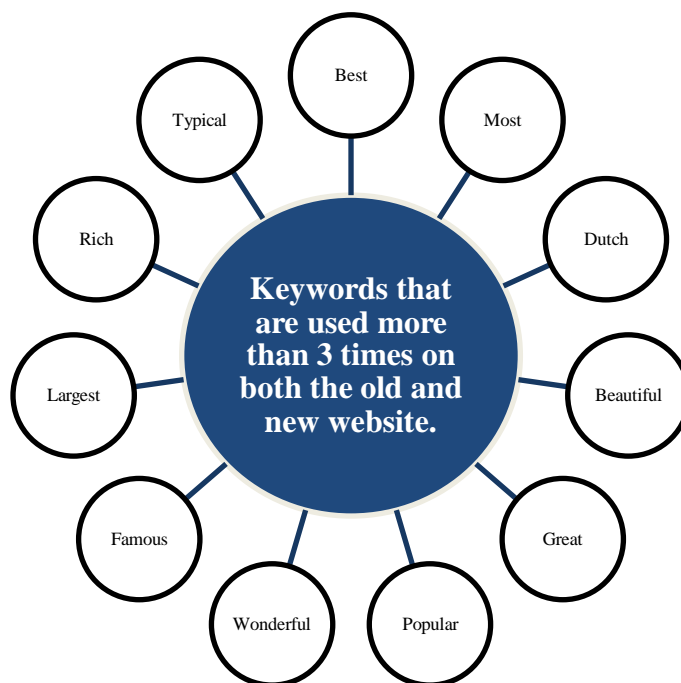 Best
Most
Dutch
Beautiful
Great
Popular
Wonderful
Famous
Largest
Rich
Typical
Keywords that
are used more
than 3 times on
both the old and
new website.